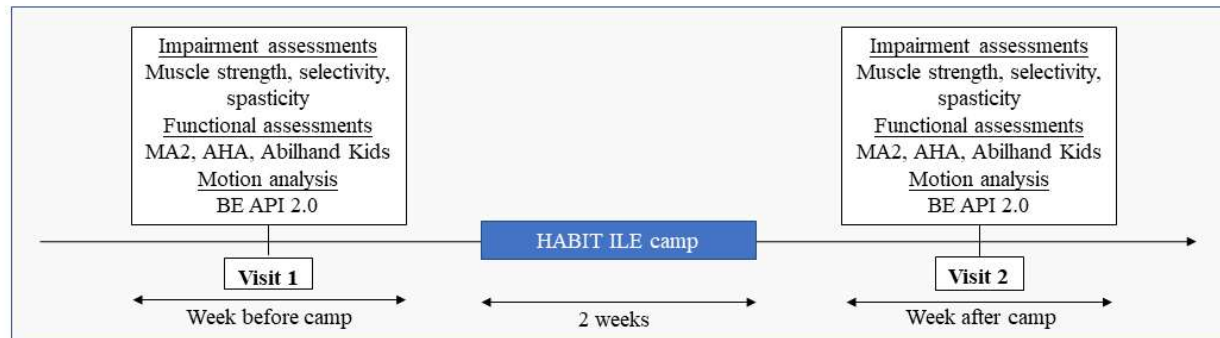 Impairment assessments
Muscle strength, selectivity,
spasticity
Functional assessments
MA2, AHA, Abilhand Kids
Motion analysis
BE API 2.0
Impairment assessments
Muscle strength, selectivity,
spasticity
Functional assessments
MA2, AHA, Abilhand Kids
Motion analysis
BE API 2.0
HABIT ILE camp
Visit 1
Visit 2
Week before camp
2 weeks
Week after camp